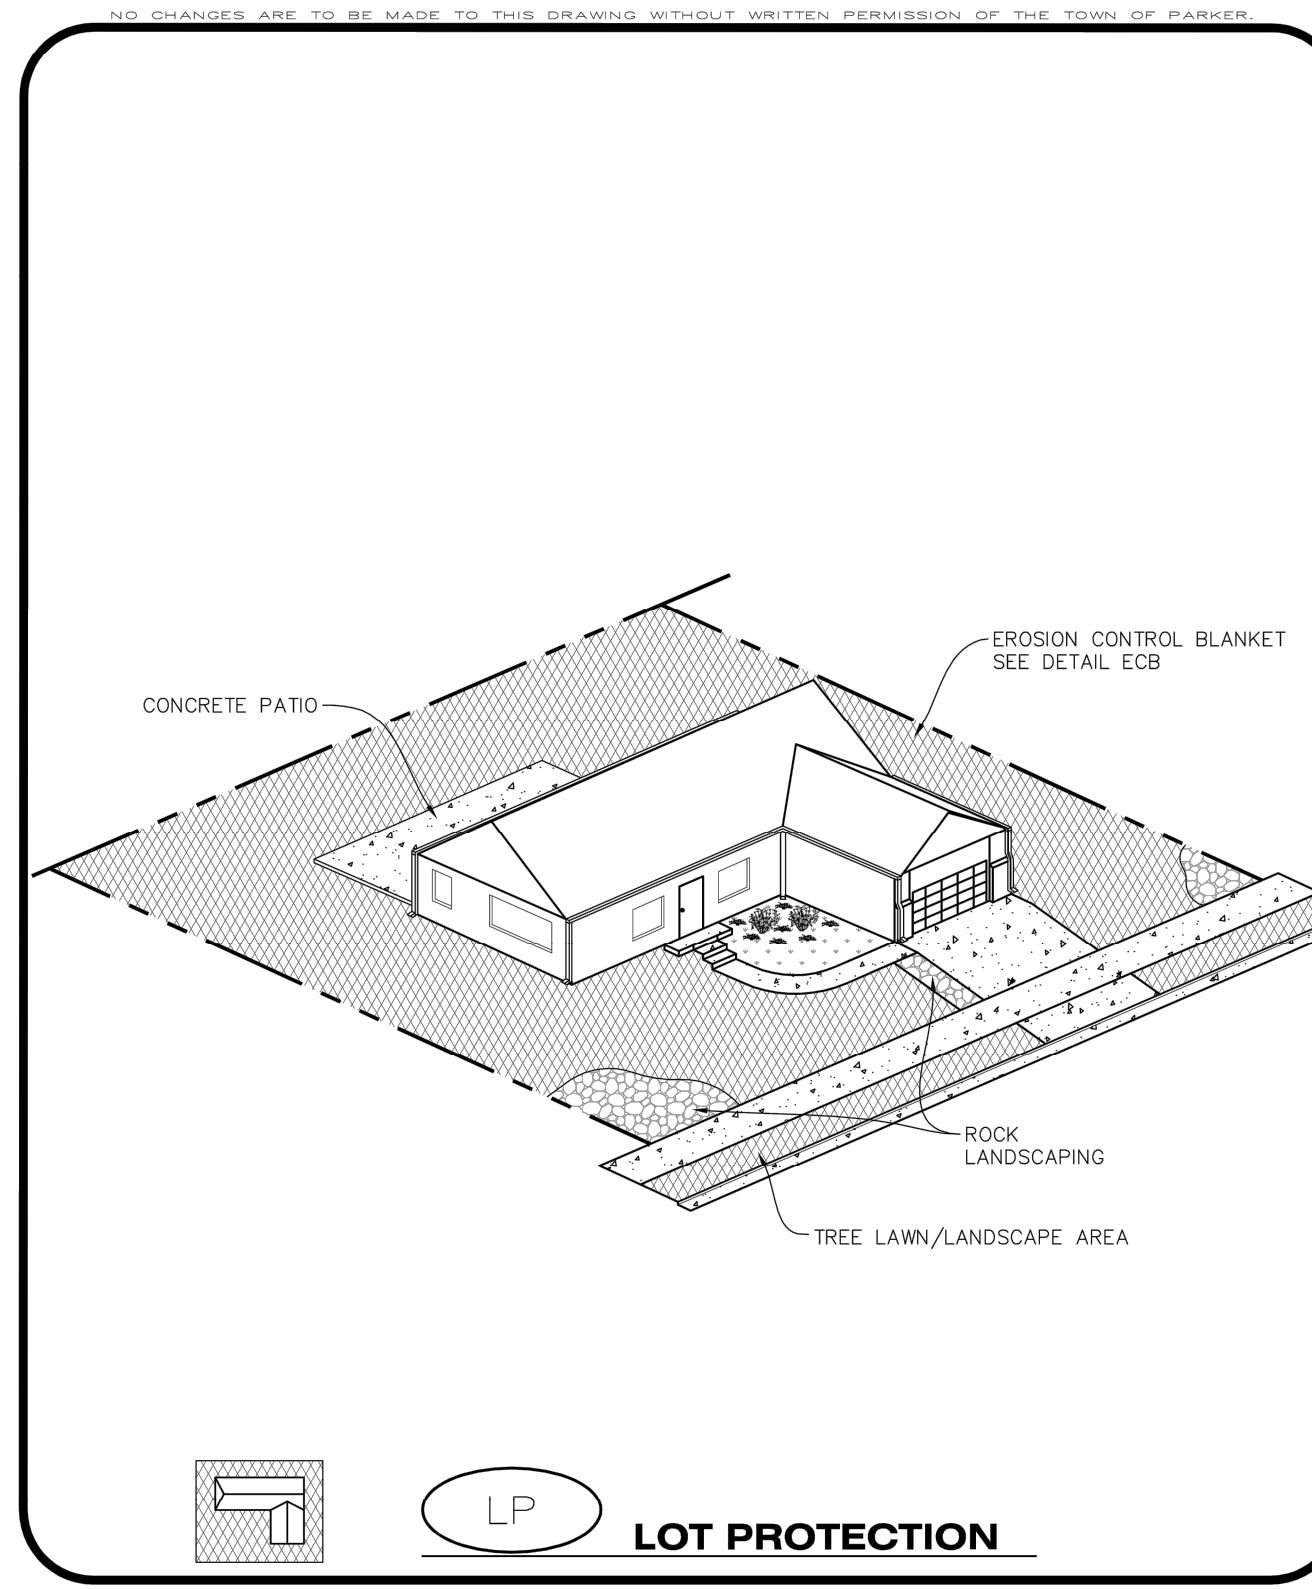 NO CHANGES ARE TO BE MADE TO THIS DRAWING WITHOUT WRITTEN PERMISSION OF THE TOWN OF PARKER.
EROSION CONTROL BLANKET
SEE DETAIL ECB
CONCRETE PATIO
ROCK
LANDSCAPING
TREE LAWN/LANDSCAPE AREA
LP
LOT PROTECTION